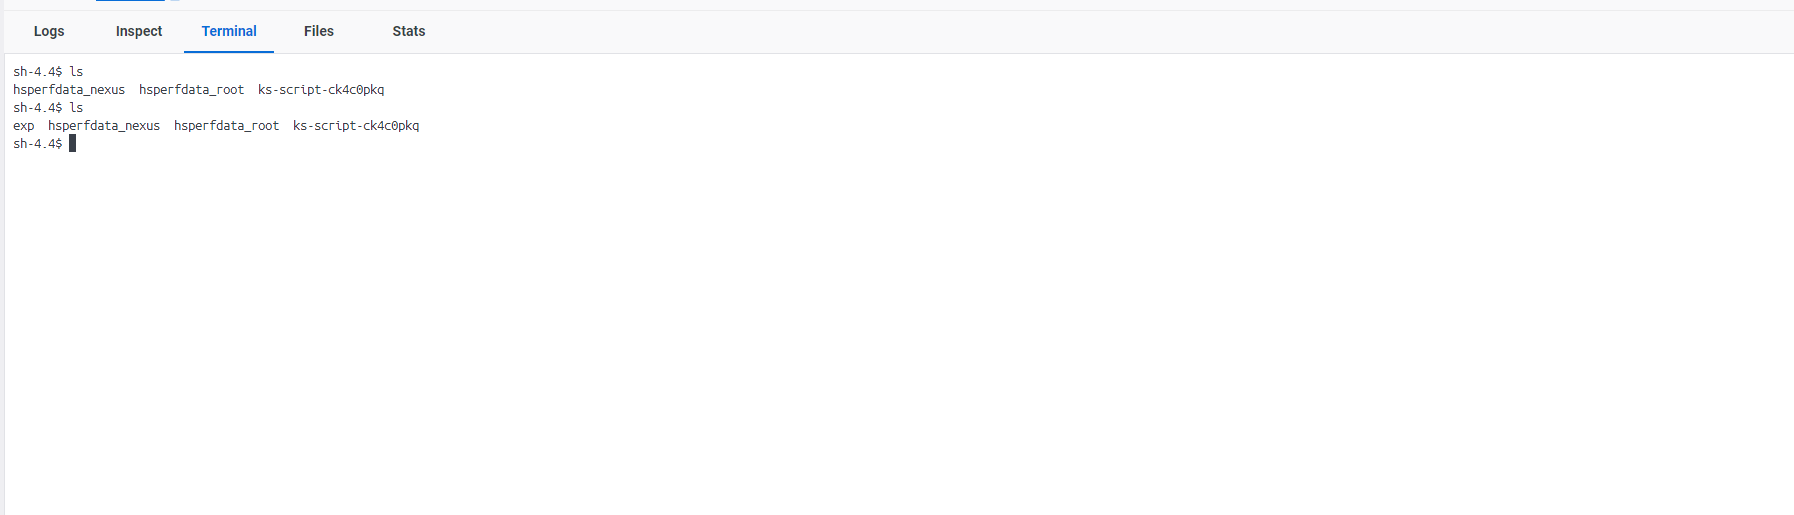 Logs Inspect Terminal Files Stats
sh-4.4$ ls
hsperfdata_nexus  hsperfdata_root  ks-script-ck4c0pkq
sh-4.4$ ls
exp  hsperfdata_nexus  hsperfdata_root  ks-script-ck4c0pkq
sh-4.4$